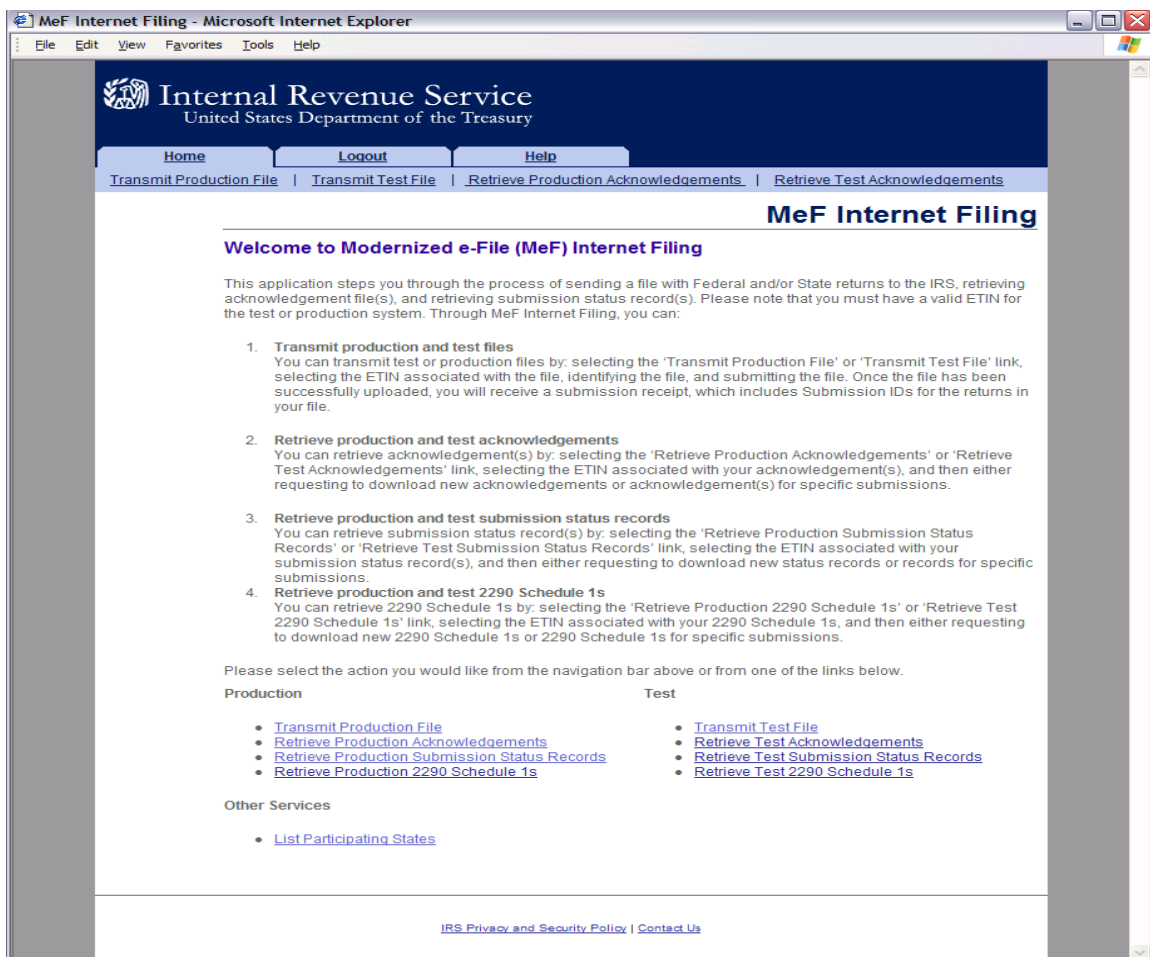 MeF Internet Filing - Microsoft Internet Explorer
File Edit View Favorites Tools Help
Internal Revenue Service
United States Department of the Treasury
Home Logout Help
Transmit Production File | Transmit Test File | Retrieve Production Acknowledgements | Retrieve Test Acknowledgements
MeF Internet Filing
Welcome to Modernized e-File (MeF) Internet Filing
This application steps you through the process of sending a file with Federal and/or State returns to the IRS, retrieving
acknowledgement file(s), and retrieving submission status record(s). Please note that you must have a valid ETIN for
the test or production system. Through MeF Internet Filing, you can:
1. Transmit production and test files
You can transmit test or production files by: selecting the 'Transmit Production File' or 'Transmit Test File' link,
selecting the ETIN associated with the file, identifying the file, and submitting the file. Once the file has been
successfully uploaded, you will receive a submission receipt, which includes Submission IDs for the returns in
your file.
2. Retrieve production and test acknowledgements
You can retrieve acknowledgement(s) by: selecting the 'Retrieve Production Acknowledgements' or 'Retrieve
Test Acknowledgements' link, selecting the ETIN associated with your acknowledgement(s), and then either
requesting to download new acknowledgements or acknowledgement(s) for specific submissions.
3. Retrieve production and test submission status records
You can retrieve submission status record(s) by: selecting the 'Retrieve Production Submission Status
Records' or 'Retrieve Test Submission Status Records' link, selecting the ETIN associated with your
submission status record(s), and then either requesting to download new status records or records for specific
submissions.
4. Retrieve production and test 2290 Schedule 1s
You can retrieve 2290 Schedule 1s by: selecting the 'Retrieve Production 2290 Schedule 1s' or 'Retrieve Test
2290 Schedule 1s' link, selecting the ETIN associated with your 2290 Schedule 1s, and then either requesting
to download new 2290 Schedule 1s or 2290 Schedule 1s for specific submissions.
Please select the action you would like from the navigation bar above or from one of the links below.
Production
• Transmit Production File
• Retrieve Production Acknowledgements
• Retrieve Production Submission Status Records
• Retrieve Production 2290 Schedule 1s
Test
• Transmit Test File
• Retrieve Test Acknowledgements
• Retrieve Test Submission Status Records
• Retrieve Test 2290 Schedule 1s
Other Services
• List Participating States
IRS Privacy and Security Policy | Contact Us